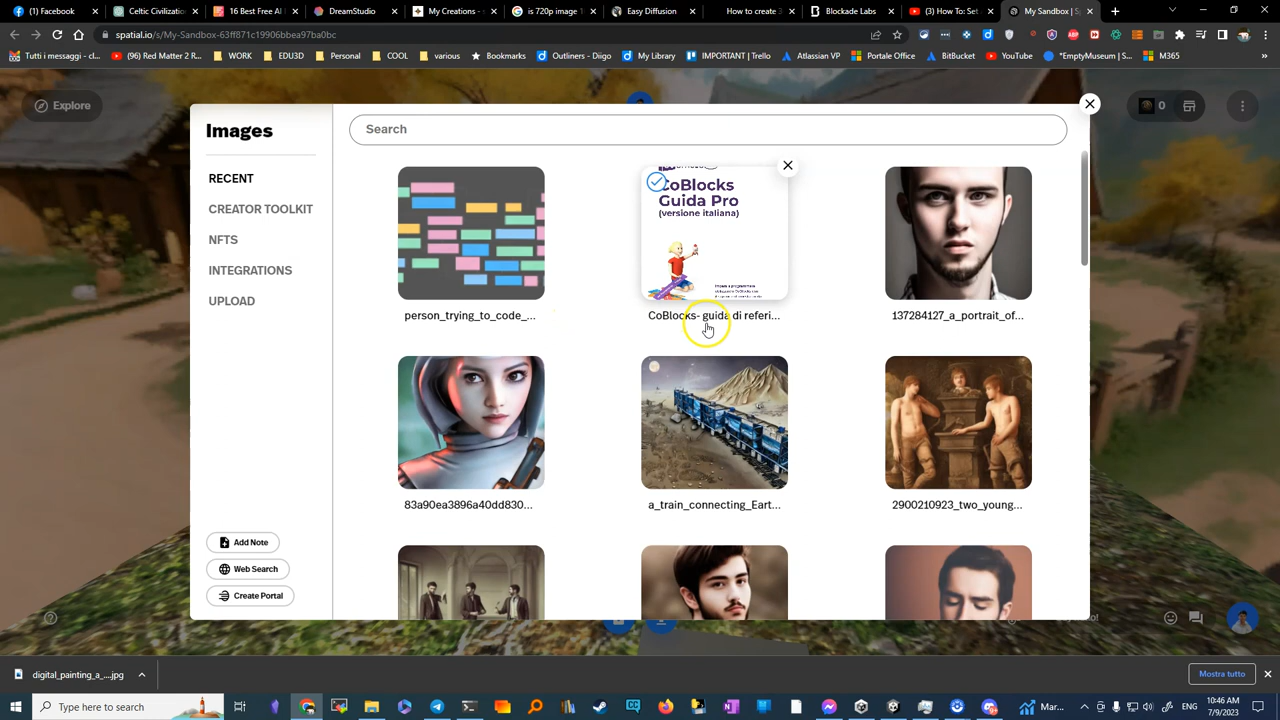 Facebook
Celtic Civilizatio
16 Best Free AI I
DreamStudio
My Creations -
is 720p image 1
Easy Diffusion
How to create 3
Blockade Labs
(3) How To: Set
My Sandbox | Sp
spatial.io/s/My-Sandbox-63ff871c19906bbea97ba0bc
Tutti i messaggi - cl...
(96) Red Matter 2 R...
WORK
EDU3D
Personal
COOL
various
Bookmarks
Outliners - Diigo
My Library
IMPORTANT | Trello
Atlassian VP
Portale Office
BitBucket
YouTube
*EmptyMuseum | S...
M365
»
Explore
0
Images
Search
RECENT
CREATOR TOOLKIT
NFTS
INTEGRATIONS
UPLOAD
CoBlocks
Guida Pro
(versione italiana)
person_trying_to_code_...
CoBlocks- guida di referi...
137284127_a_portrait_of...
83a90ea3896a40dd830...
a_train_connecting_Eart...
2900210923_two_young...
Add Note
Web Search
Create Portal
digital_painting_a_....jpg
Mostra tutto
Type here to search
Mar...
ENG
10:46 AM
7/9/2023